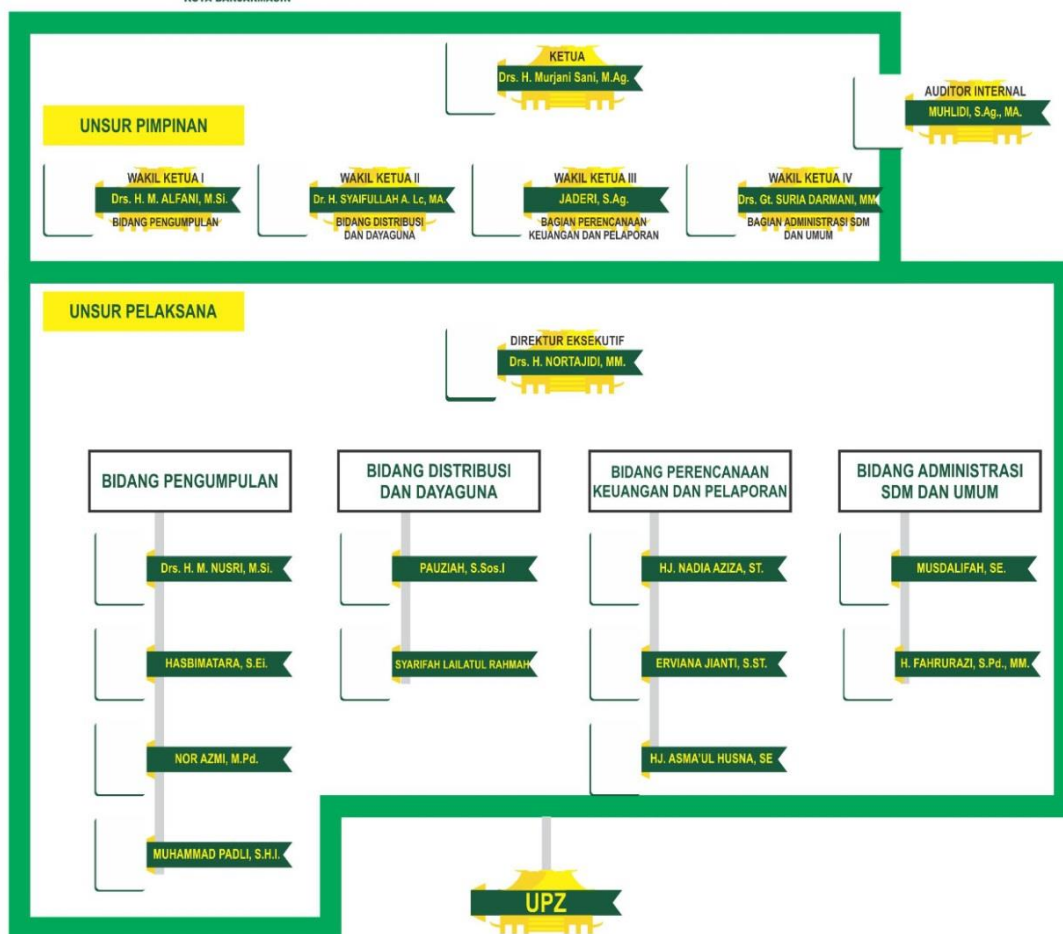 KOTA BANJARMASIN
KETUA
Drs. H. Murjani Sani, M.Ag.
AUDITOR INTERNAL
MUHLIDI, S.Ag., MA.
UNSUR PIMPINAN
WAKIL KETUA I
Drs. H. M. ALFANI, M.Si.
BIDANG PENGUMPULAN
WAKIL KETUA II
Dr. H. SYAIFULLAH A. Lc, MA.
BIDANG DISTRIBUSI
DAN DAYAGUNA
WAKIL KETUA III
JADERI, S.Ag.
BAGIAN PERENCANAAN
KEUANGAN DAN PELAPORAN
WAKIL KETUA IV
Drs. Gt. SURIA DARMANI, MM
BAGIAN ADMINISTRASI SDM
DAN UMUM
UNSUR PELAKSANA
DIREKTUR EKSEKUTIF
Drs. H. NORTAJIDI, MM.
BIDANG PENGUMPULAN
Drs. H. M. NUSRI, M.Si.
HASBIMATARA, S.Ei.
NOR AZMI, M.Pd.
MUHAMMAD PADLI, S.H.I.
BIDANG DISTRIBUSI
DAN DAYAGUNA
PAUZIAH, S.Sos.I
SYARIFAH LAILATUL RAHMAH
BIDANG PERENCANAAN
KEUANGAN DAN PELAPORAN
HJ. NADIA AZIZA, ST.
ERVIANA JIANTI, S.ST.
HJ. ASMA'UL HUSNA, SE
BIDANG ADMINISTRASI
SDM DAN UMUM
MUSDALIFAH, SE.
H. FAHRURAZI, S.Pd., MM.
UPZ